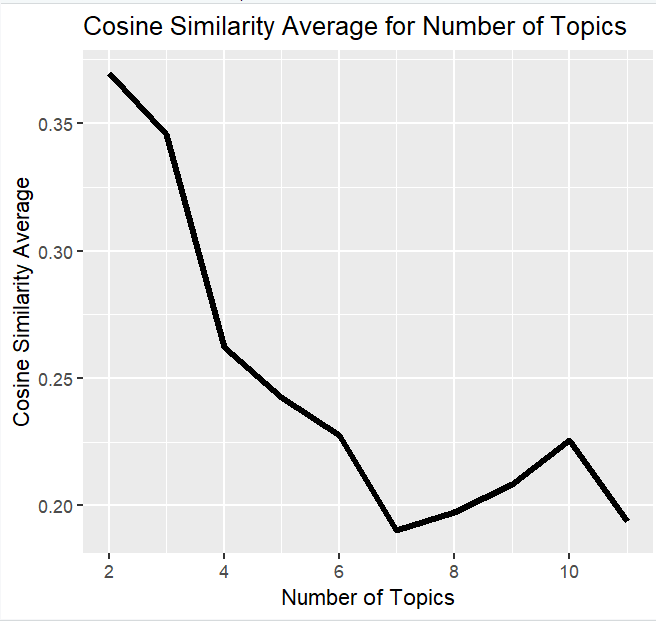 Cosine Similarity Average for Number of Topics
Cosine Similarity Average
0.35
0.30
0.25
0.20
2 4 6 8 10
Number of Topics